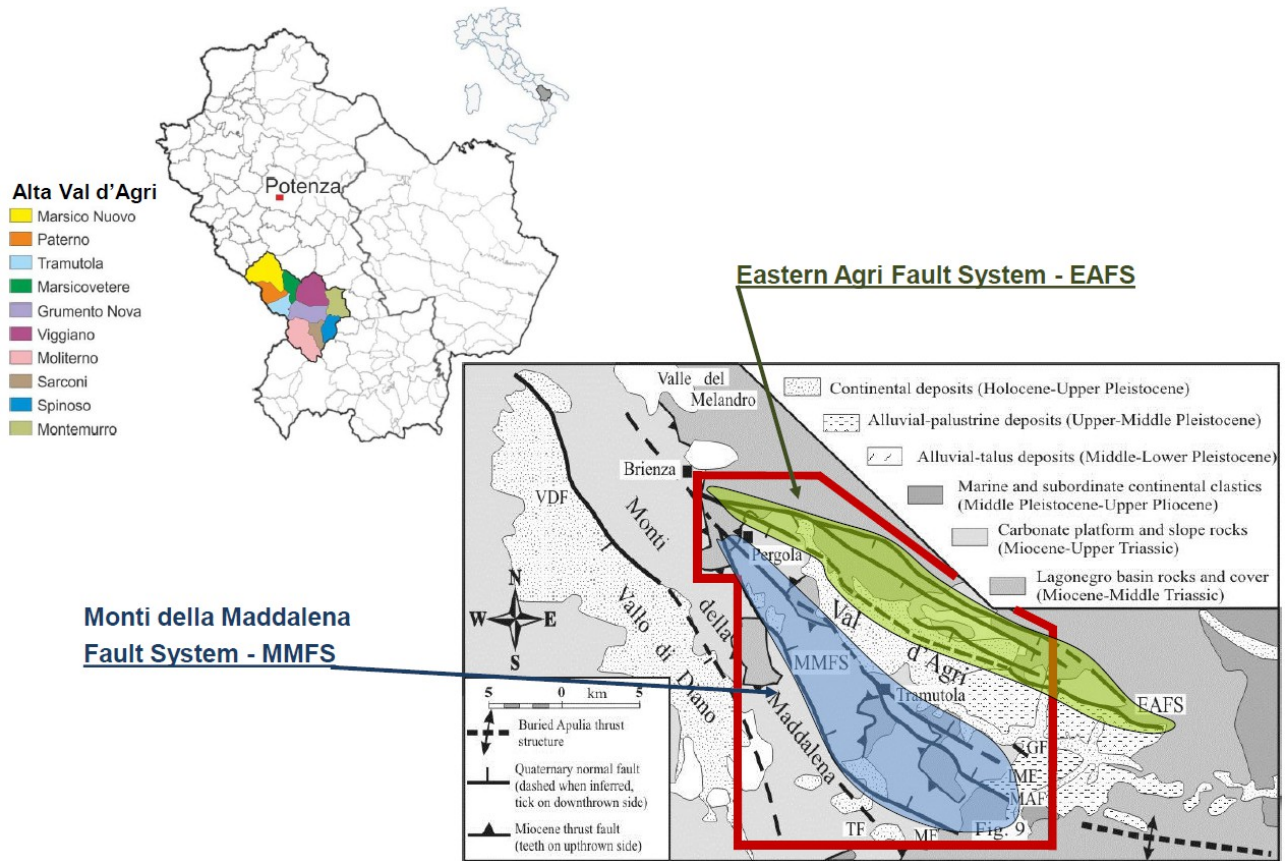 Potenza
Alta Val d'Agri
Marsico Nuovo
Paterno
Tramutola
Marsicovetere
Grumento Nova
Viggiano
Moliterno
Sarconi
Spinoso
Montemurro
Eastern Agri Fault System - EAFS
Monti della Maddalena
Fault System - MMFS
Valle del
Melandro
Brienza
VDF
Monti
della
Maddalena
Vallo di
Diano
Pergola
Val
d'Agri
MMFS
Tramutola
EAFS
GF
IMF
MAF
TF
MF
Fig. 9
N
W
E
S
5 0 5
km
Continental deposits (Holocene-Upper Pleistocene)
Alluvial-palustrine deposits (Upper-Middle Pleistocene)
Alluvial-talus deposits (Middle-Lower Pleistocene)
Marine and subordinate continental clastics
(Middle Pleistocene-Upper Pliocene)
Carbonate platform and slope rocks
(Miocene-Upper Triassic)
Lagonegro basin rocks and cover
(Miocene-Middle Triassic)
Buried Apulia thrust
structure
Quaternary normal fault
(dashed when inferred,
tick on downthrown side)
Miocene thrust fault
(teeth on upthrown side)